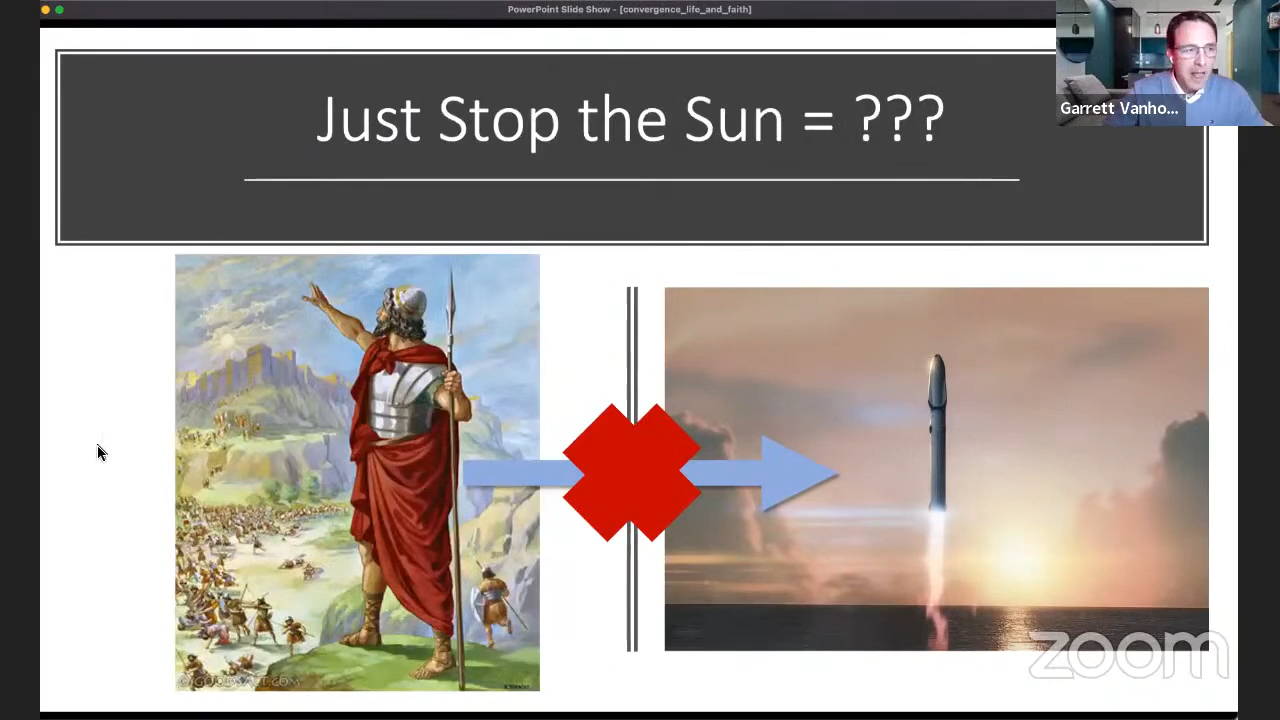 PowerPoint Slide Show - [convergence_life_and_faith]
Garrett Vanho...
Just Stop the Sun = ???
zoom